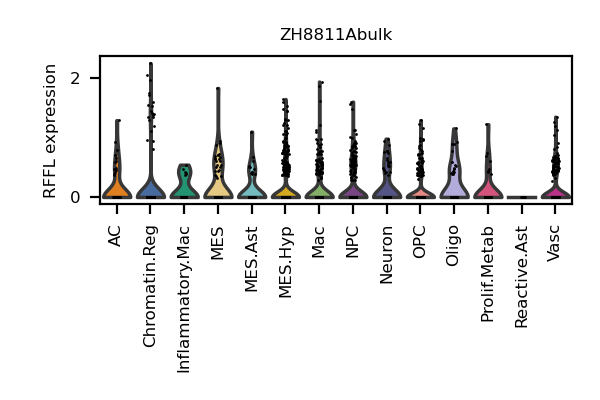 ZH8811Abulk
RFFL expression
2
0
AC
Chromatin.Reg
Inflammatory.Mac
MES
MES.Ast
MES.Hyp
Mac
NPC
Neuron
OPC
Oligo
Prolif.Metab
Reactive.Ast
Vasc